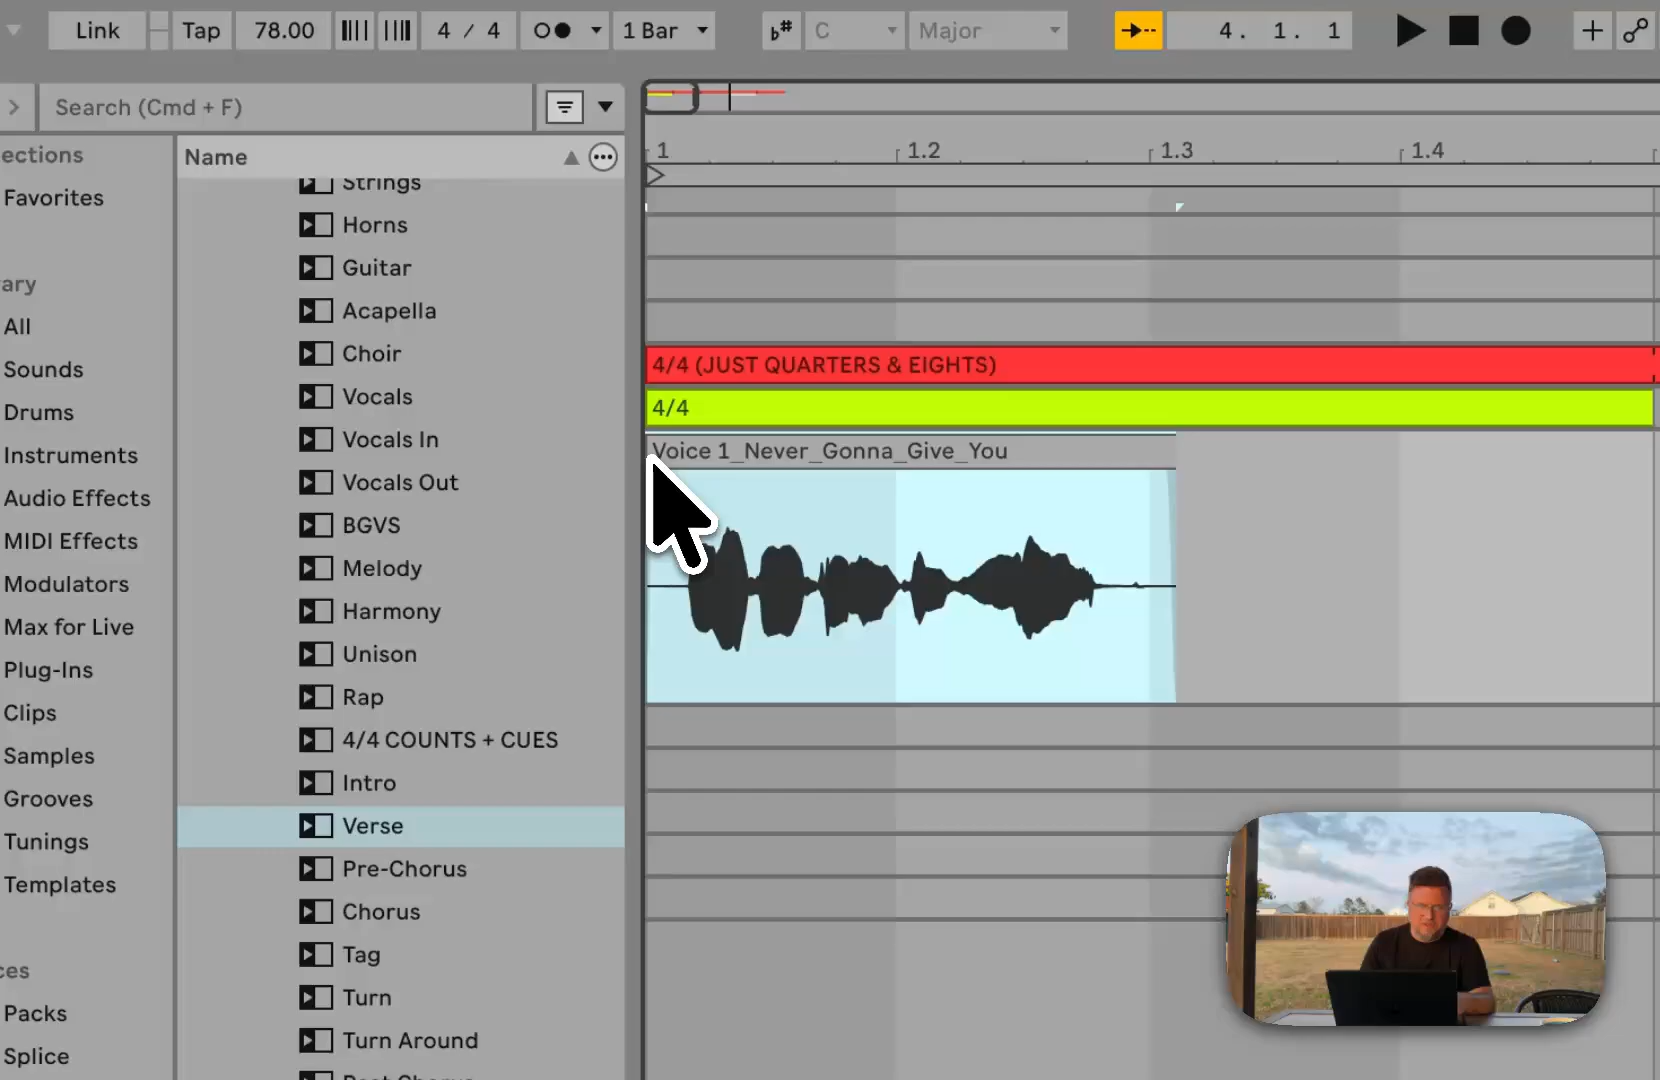 Link
Tap
78.00
4 / 4
1 Bar
C
Major
4. 1. 1
Search (Cmd + F)
ections
Favorites
ary
All
Sounds
Drums
Instruments
Audio Effects
MIDI Effects
Modulators
Max for Live
Plug-Ins
Clips
Samples
Grooves
Tunings
Templates
ces
Packs
Splice
Name
Strings
Horns
Guitar
Acapella
Choir
Vocals
Vocals In
Vocals Out
BGVS
Melody
Harmony
Unison
Rap
4/4 COUNTS + CUES
Intro
Verse
Pre-Chorus
Chorus
Tag
Turn
Turn Around
1
1.2
1.3
1.4
4/4 (JUST QUARTERS & EIGHTS)
4/4
Voice 1_Never_Gonna_Give_You